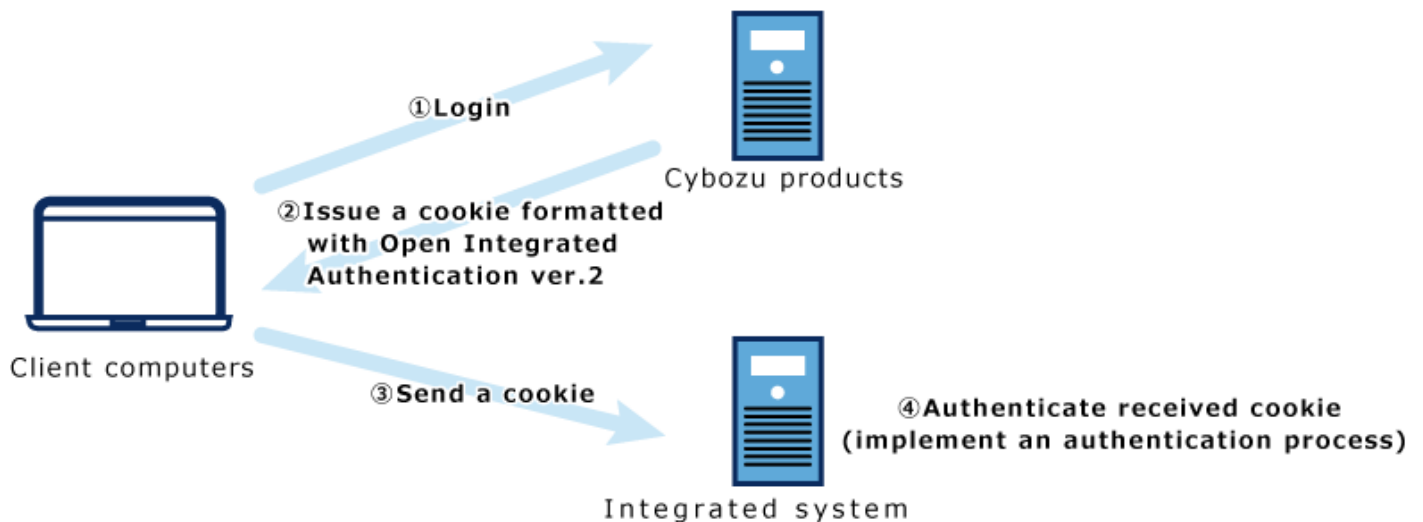 ①Login
Cybozu products
②Issue a cookie formatted
with Open Integrated
Authentication ver.2
Client computers
③Send a cookie
④Authenticate received cookie
(implement an authentication process)
Integrated system